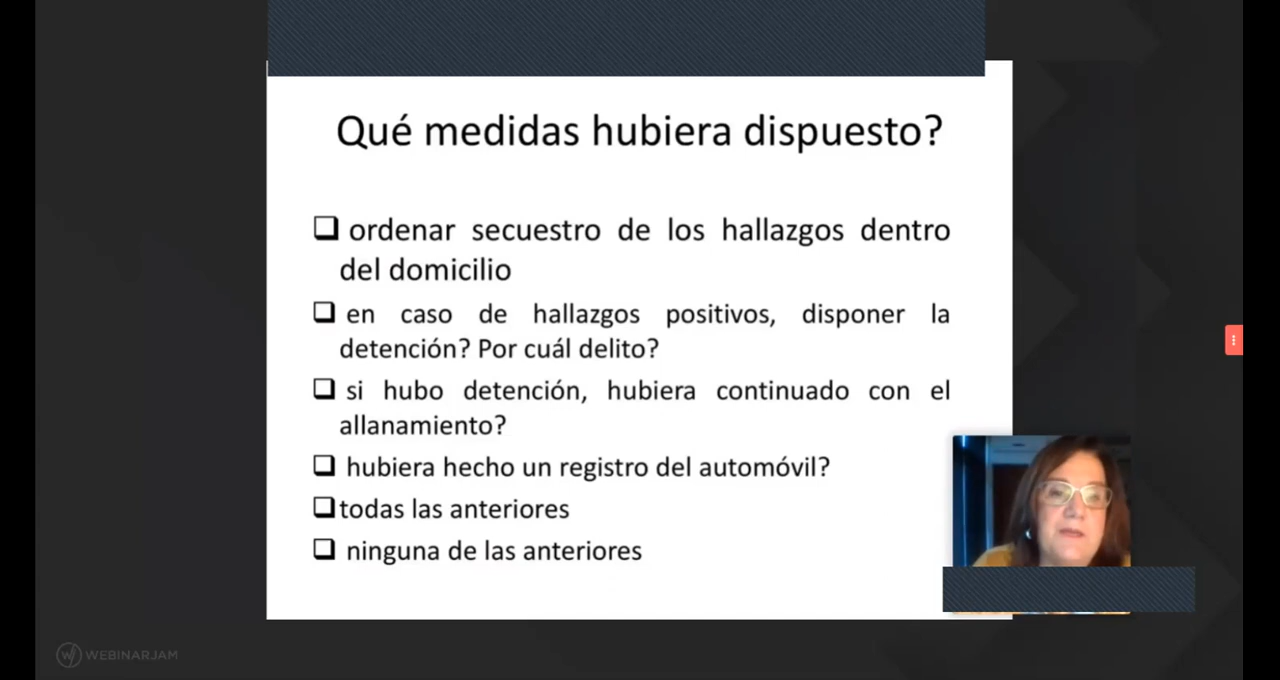 Qué medidas hubiera dispuesto?
❑ ordenar secuestro de los hallazgos dentro
del domicilio
❑ en caso de hallazgos positivos, disponer la
detención? Por cuál delito?
❑ si hubo detención, hubiera continuado con el
allanamiento?
❑ hubiera hecho un registro del automóvil?
❑ todas las anteriores
❑ ninguna de las anteriores
WEBINARJAM